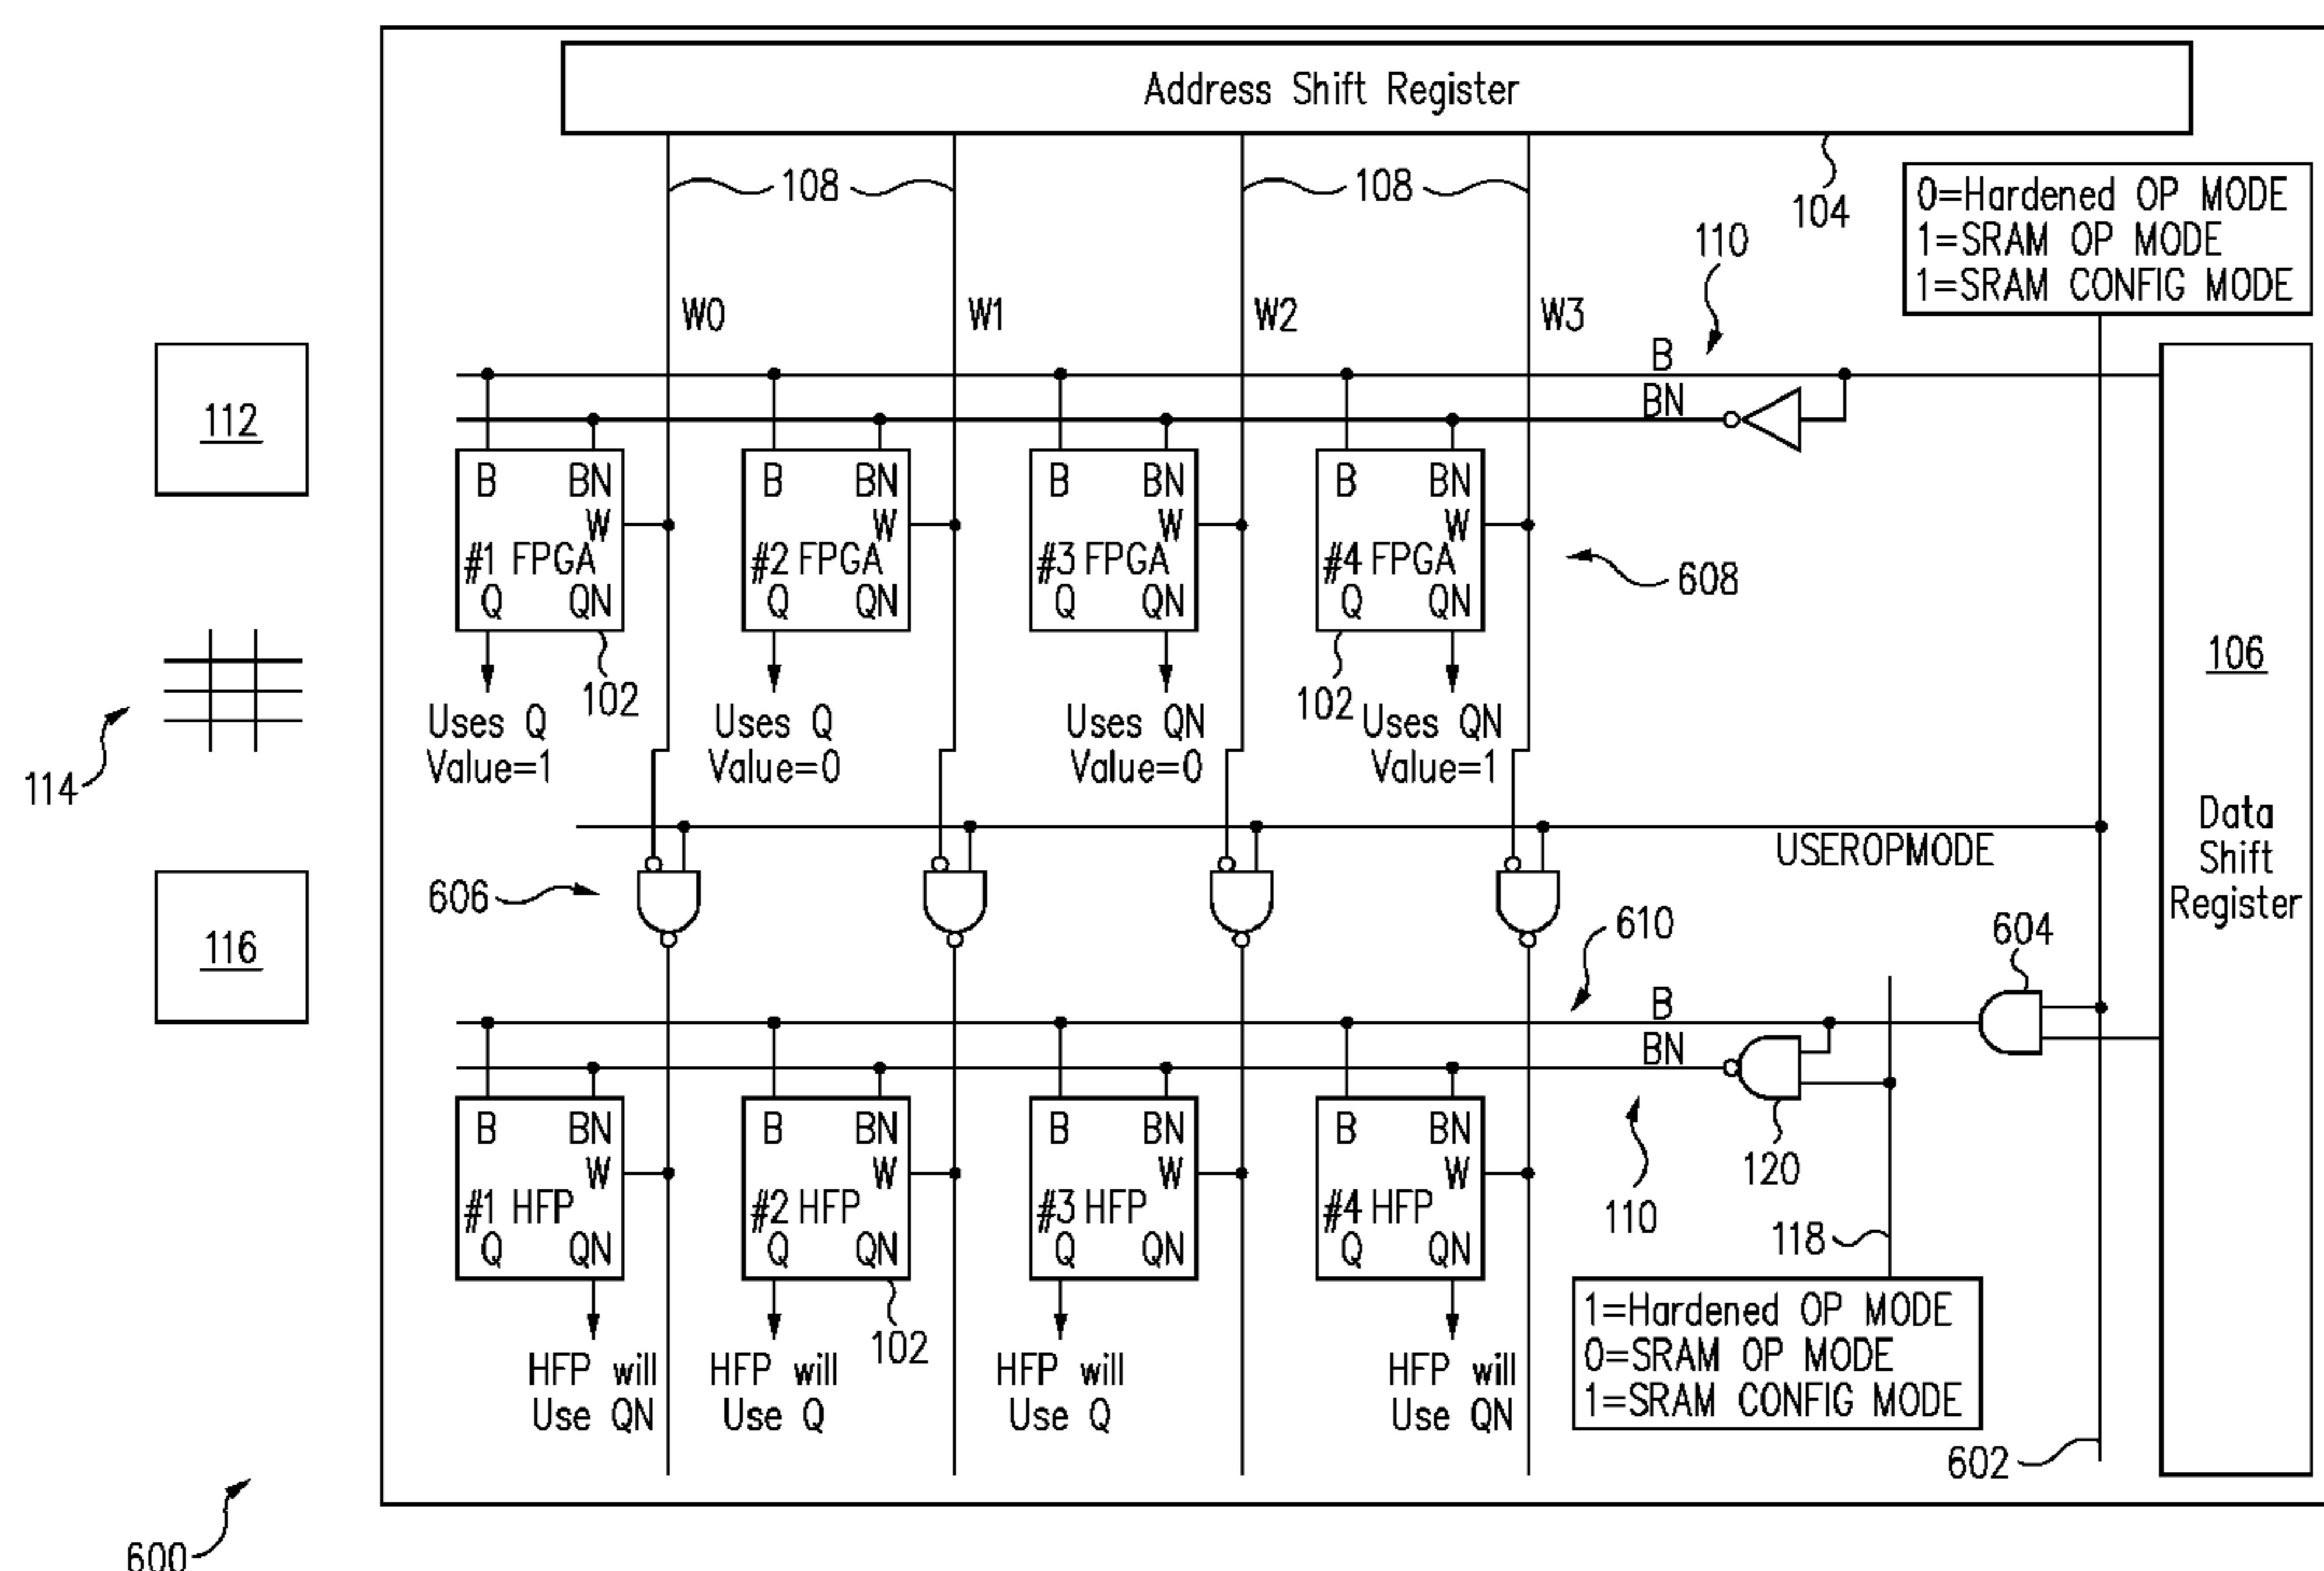 Address Shift Register
108
108
104
0=Hardened OP MODE
1=SRAM OP MODE
1=SRAM CONFIG MODE
110
W0
W1
W2
W3
B
BN
112
B BN
W
#1 FPGA
Q QN
B BN
W
#2 FPGA
Q QN
B BN
W
#3 FPGA
Q QN
B BN
W
#4 FPGA
Q QN
608
102
102
Uses Q
Value=1
Uses Q
Value=0
Uses QN
Value=0
Uses QN
Value=1
114
106
Data
Shift
Register
USEROPMODE
606
116
610
604
B
BN
B BN
W
#1 HFP
Q QN
B BN
W
#2 HFP
Q QN
B BN
W
#3 HFP
Q QN
B BN
W
#4 HFP
Q QN
120
110
118
102
HFP will
Use QN
HFP will
Use Q
HFP will
Use Q
HFP will
Use QN
1=Hardened OP MODE
0=SRAM OP MODE
1=SRAM CONFIG MODE
602
600